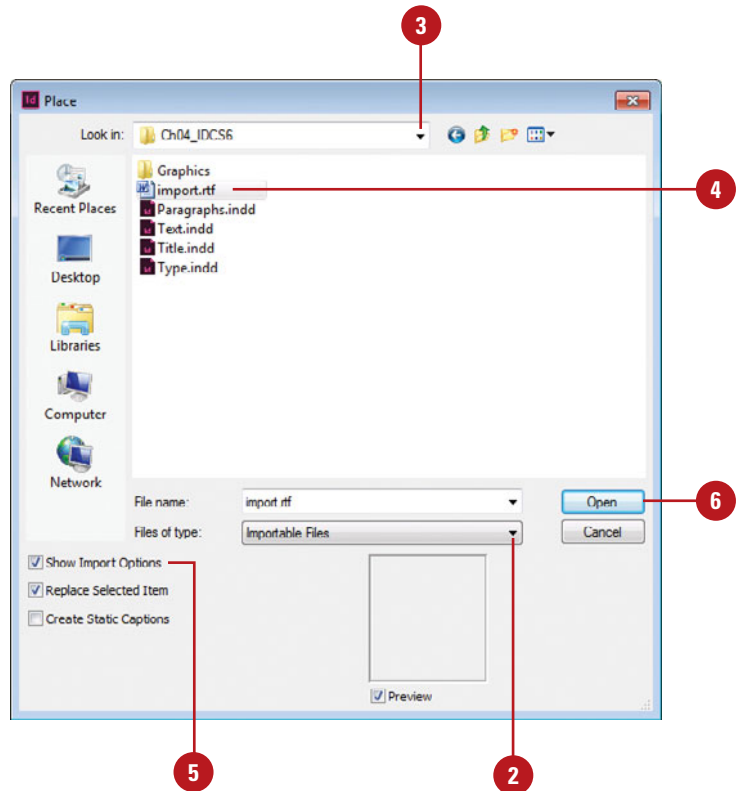 3
Id Place
Look in: Ch04_IDCS6
Graphics
import.rtf
4
Recent Places
Paragraphs.indd
Text.indd
Title.indd
Type.indd
Desktop
Libraries
Computer
Network
File name: import.rtf Open
6
Files of type: Importable Files Cancel
Show Import Options
Replace Selected Item
Create Static Captions
Preview
5
2